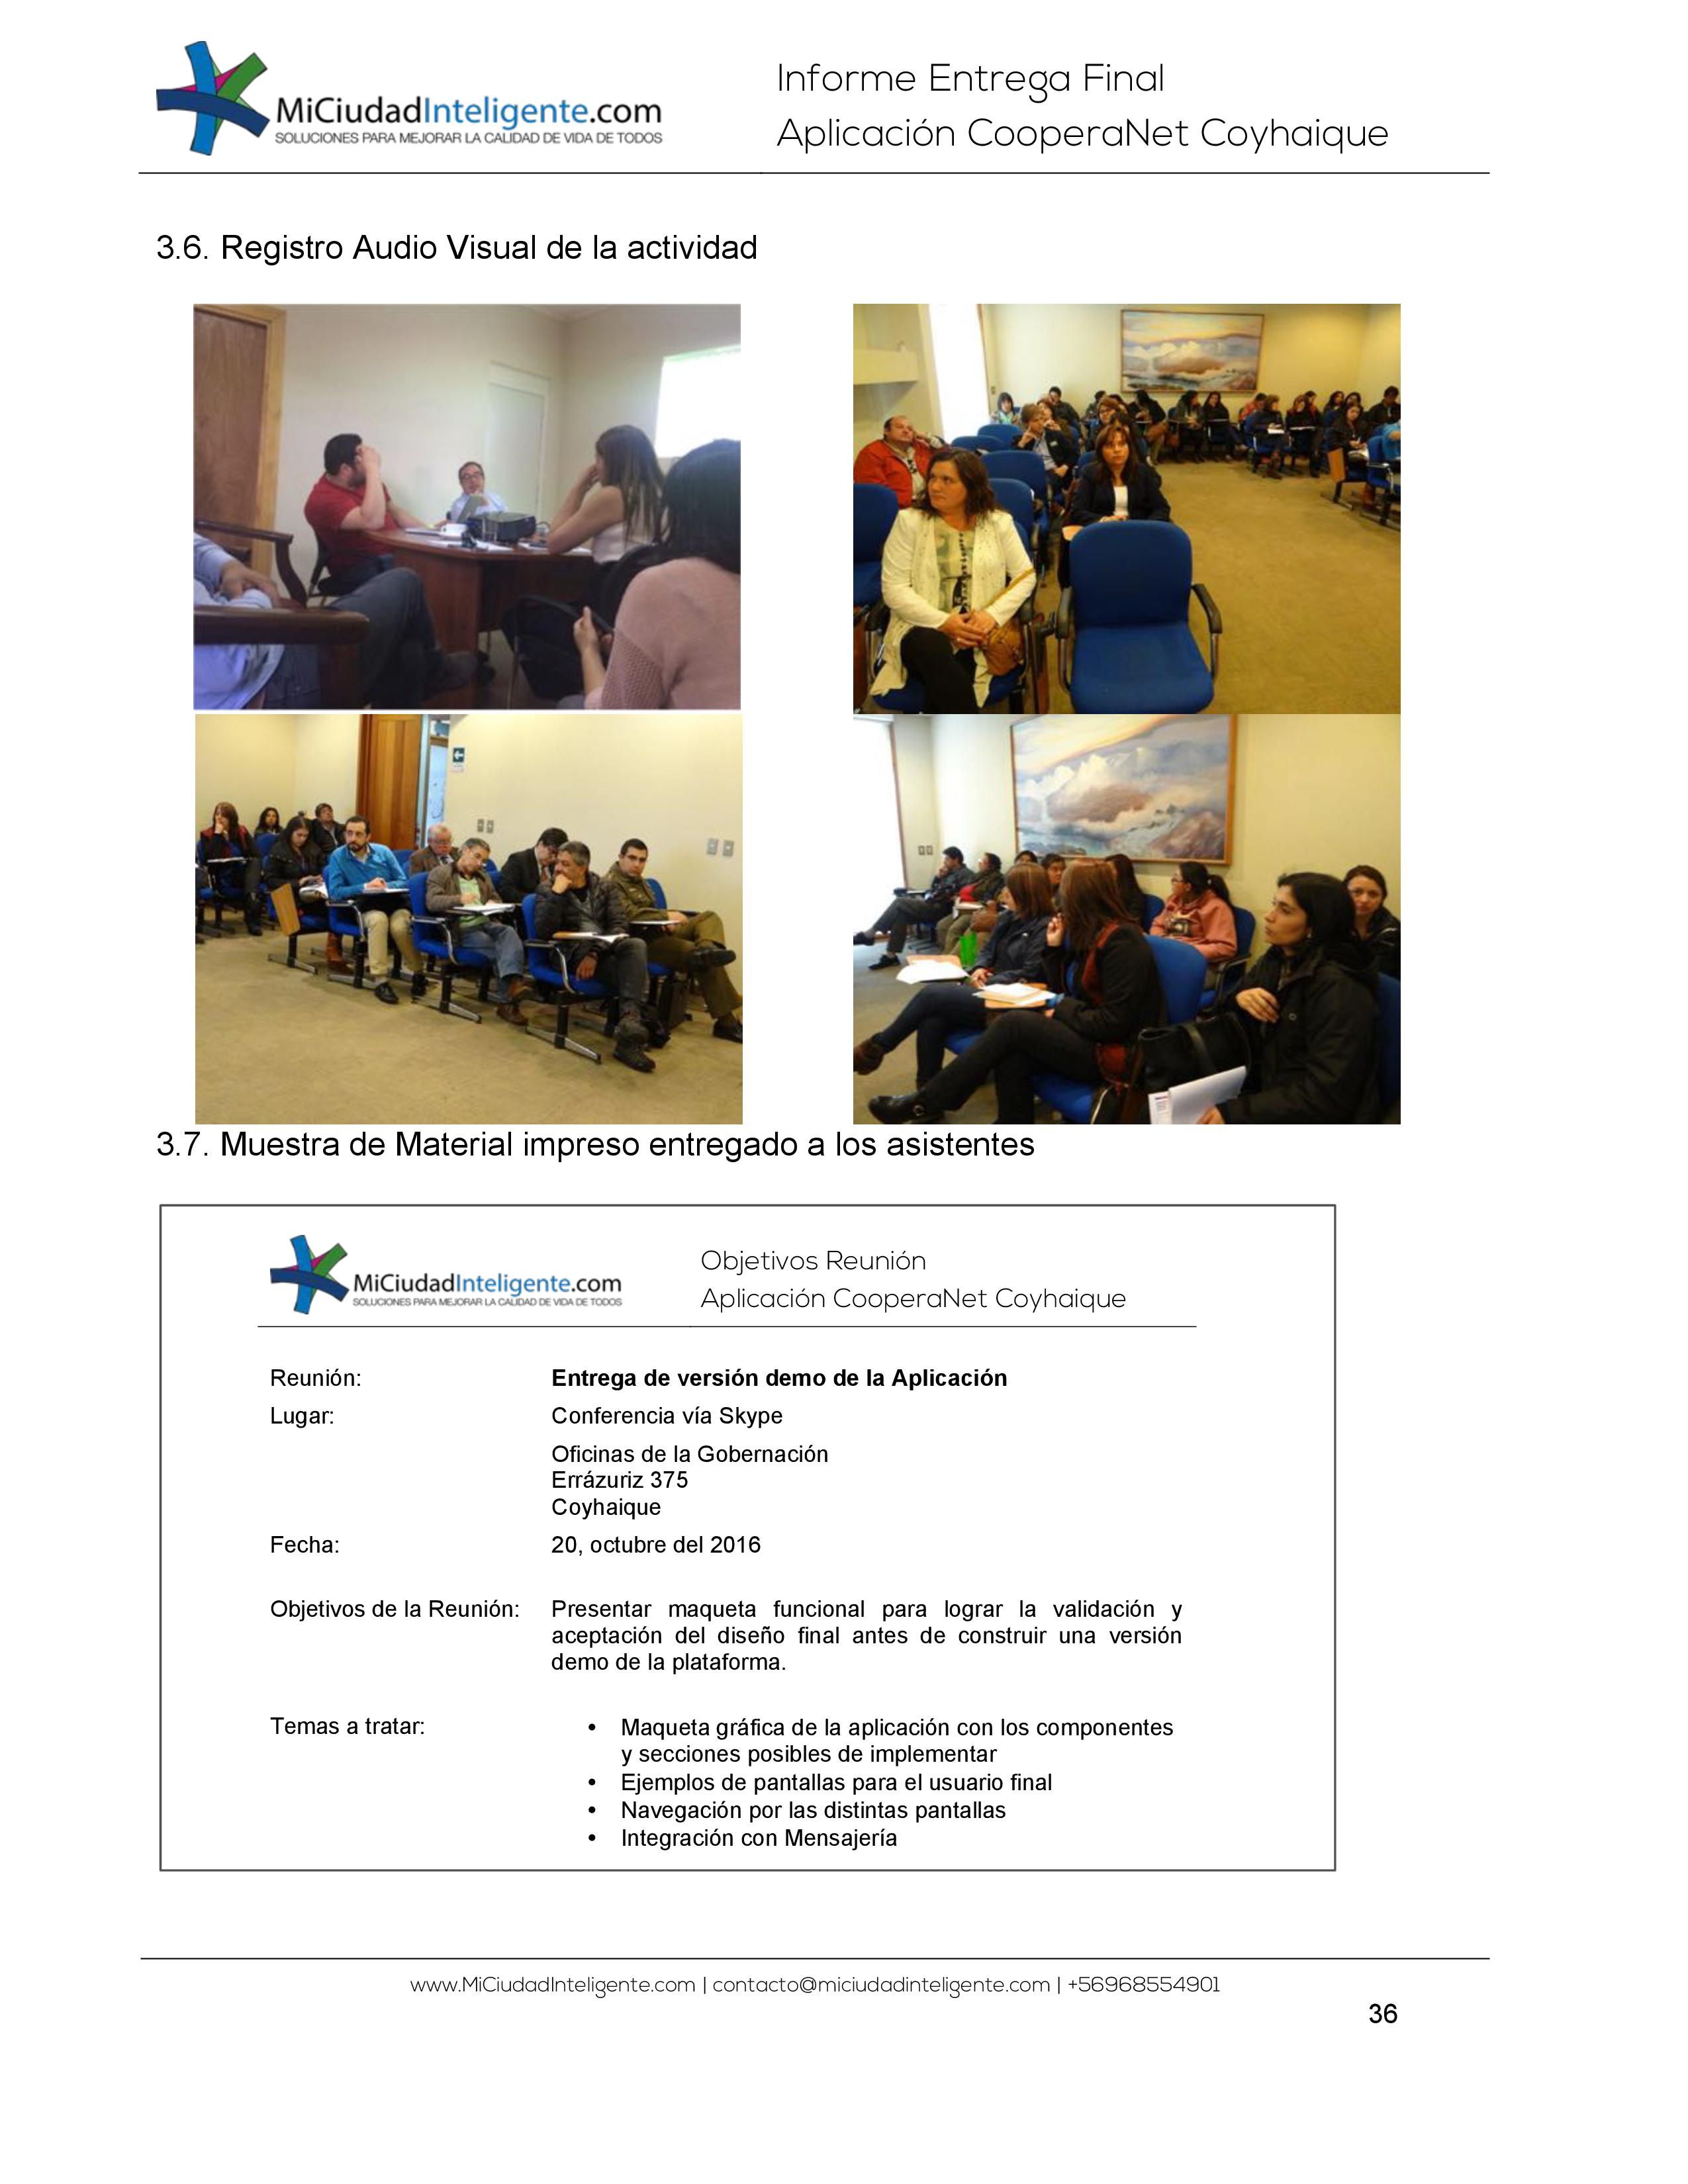 MiCiudadInteligente.com
SOLUCIONES PARA MEJORAR LA CALIDAD DE VIDA DE TODOS
Informe Entrega Final
Aplicación CooperaNet Coyhaique
3.6. Registro Audio Visual de la actividad
3.7. Muestra de Material impreso entregado a los asistentes
MiCiudadInteligente.com
SOLUCIONES PARA MEJORAR LA CALIDAD DE VIDA DE TODOS
Objetivos Reunión
Aplicación CooperaNet Coyhaique
Reunión: Entrega de versión demo de la Aplicación
Lugar: Conferencia vía Skype
Oficinas de la Gobernación
Errázuriz 375
Coyhaique
Fecha: 20, octubre del 2016
Objetivos de la Reunión: Presentar maqueta funcional para lograr la validación y
aceptación del diseño final antes de construir una versión
demo de la plataforma.
Temas a tratar: • Maqueta gráfica de la aplicación con los componentes
y secciones posibles de implementar
• Ejemplos de pantallas para el usuario final
• Navegación por las distintas pantallas
• Integración con Mensajería
www.MiCiudadInteligente.com | contacto@miciudadinteligente.com | +56968554901
36